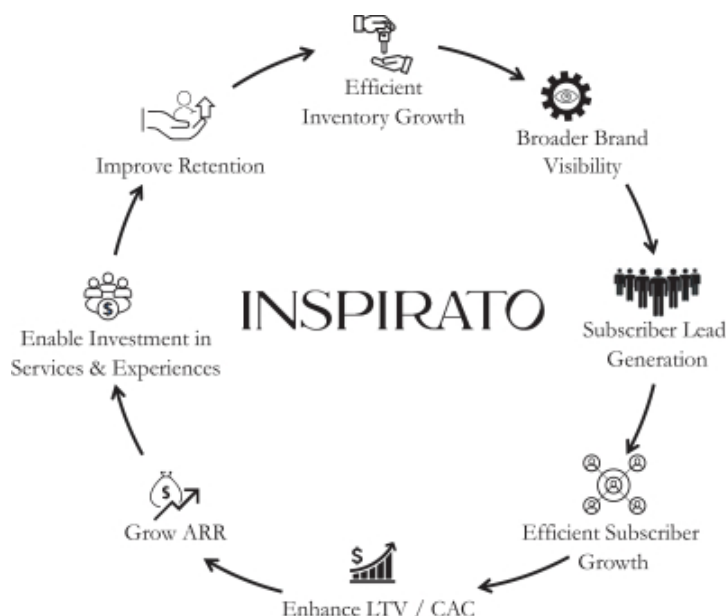 Efficient
Inventory Growth
Broader Brand
Visibility
Subscriber Lead
Generation
Efficient Subscriber
Growth
$
Enhance LTV / CAC
$
Grow ARR
$
Enable Investment in
Services & Experiences
Improve Retention
INSPIRATO